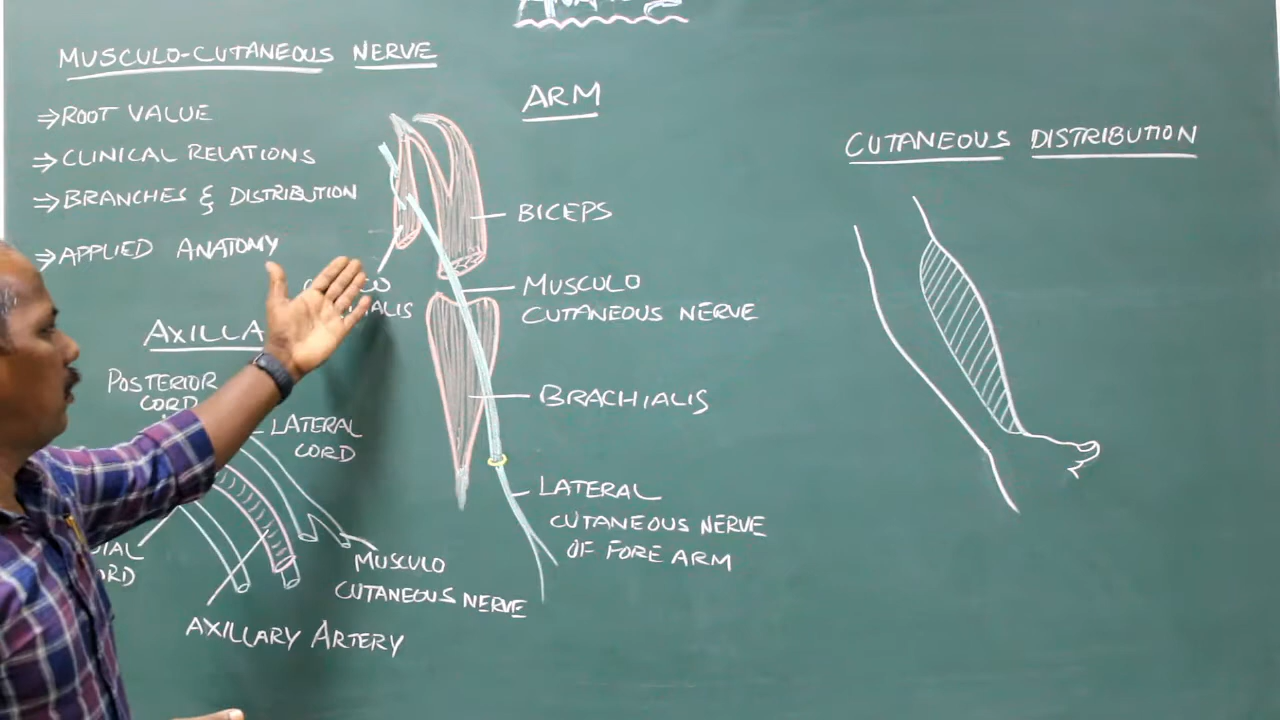 MUSCULO-CUTANEOUS NERVE
⇒ROOT VALUE
⇒CLINICAL RELATIONS
⇒BRANCHES & DISTRIBUTION
⇒APPLIED ANATOMY
ARM
BICEPS
MUSCULO
CUTANEOUS NERVE
BRACHIALIS
LATERAL
CUTANEOUS NERVE
OF FORE ARM
POSTERIOR
CORD
LATERAL
CORD
MUSCULO
CUTANEOUS NERVE
AXILLARY ARTERY
CUTANEOUS DISTRIBUTION